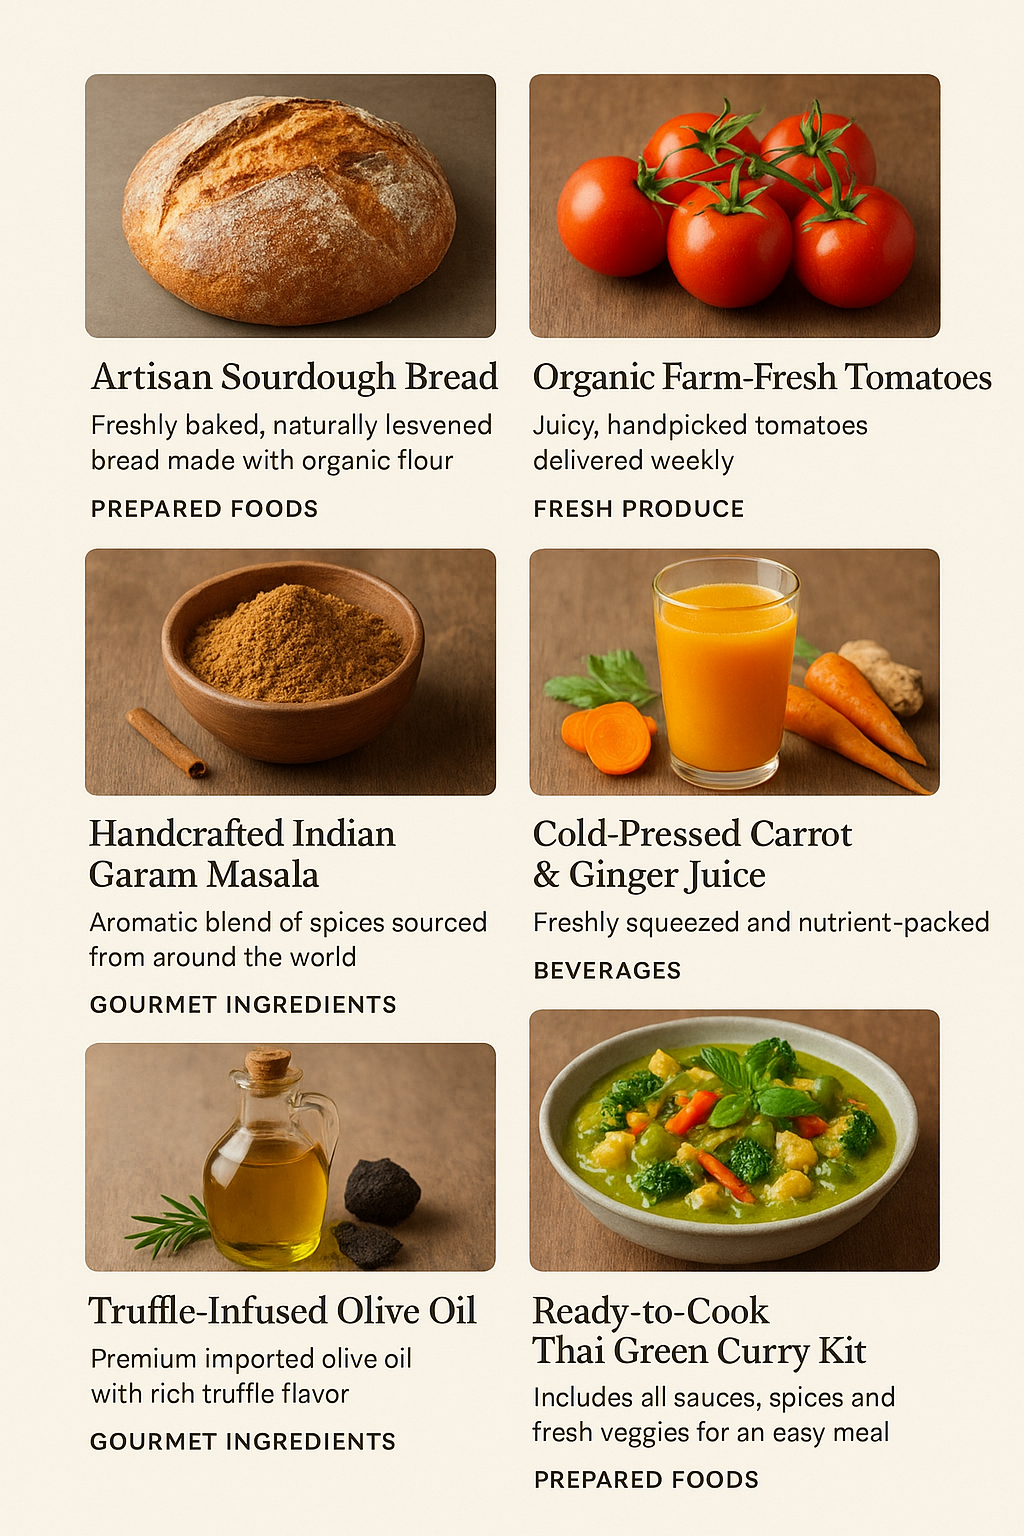 Artisan Sourdough Bread
Freshly baked, naturally lesvened
bread made with organic flour
PREPARED FOODS
Organic Farm-Fresh Tomatoes
Juicy, handpicked tomatoes
delivered weekly
FRESH PRODUCE
Handcrafted Indian
Garam Masala
Aromatic blend of spices sourced
from around the world
GOURMET INGREDIENTS
Cold-Pressed Carrot
& Ginger Juice
Freshly squeezed and nutrient-packed
BEVERAGES
Truffle-Infused Olive Oil
Premium imported olive oil
with rich truffle flavor
GOURMET INGREDIENTS
Ready-to-Cook
Thai Green Curry Kit
Includes all sauces, spices and
fresh veggies for an easy meal
PREPARED FOODS